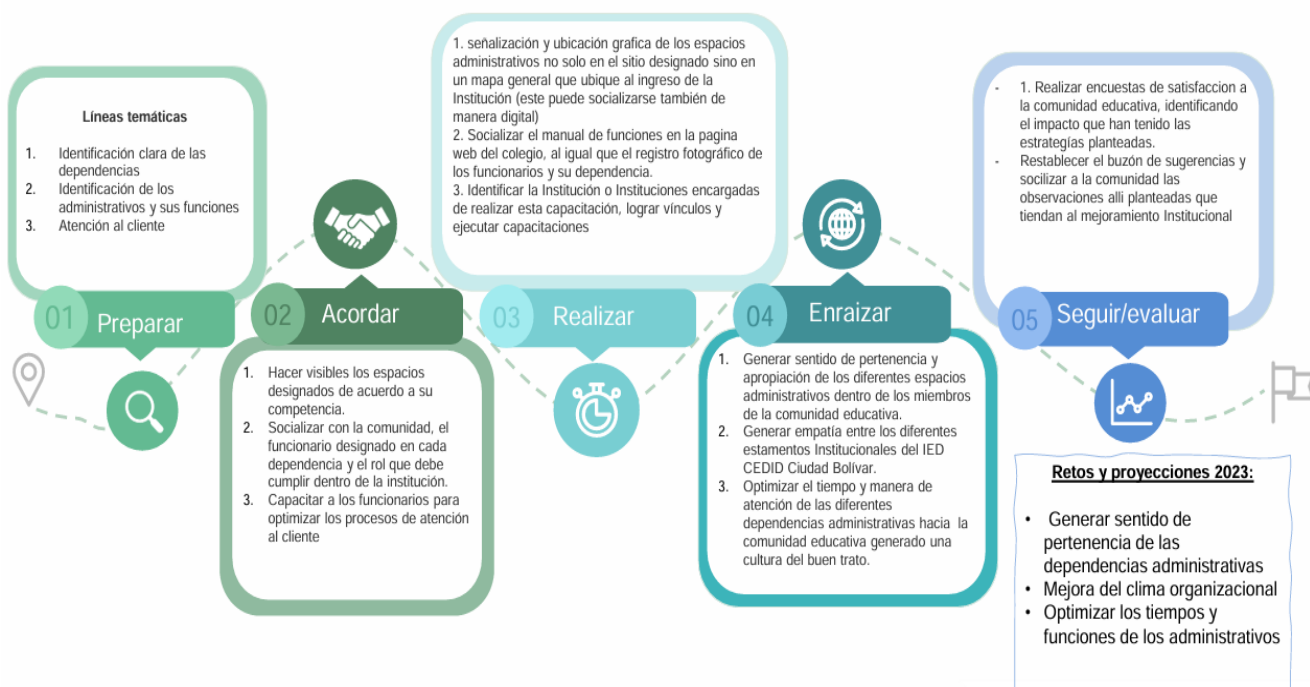 Líneas temáticas
1. Identificación clara de las
dependencias
2. Identificación de los
administrativos y sus funciones
3. Atención al cliente
01 Preparar
02 Acordar
1. Hacer visibles los espacios
designados de acuerdo a su
competencia.
2. Socializar con la comunidad, el
funcionario designado en cada
dependencia y el rol que debe
cumplir dentro de la institución.
3. Capacitar a los funcionarios para
optimizar los procesos de atención
al cliente
1. señalización y ubicación grafica de los espacios
administrativos no solo en el sitio designado sino en
un mapa general que ubique al ingreso de la
Institución (este puede socializarse también de
manera digital)
2. Socializar el manual de funciones en la pagina
web del colegio, al igual que el registro fotográfico de
los funcionarios y su dependencia.
3. Identificar la Institución o Instituciones encargadas
de realizar esta capacitación, lograr vínculos y
ejecutar capacitaciones
03 Realizar
04 Enraizar
1. Generar sentido de pertenencia y
apropiación de los diferentes espacios
administrativos dentro de los miembros
de la comunidad educativa.
2. Generar empatía entre los diferentes
estamentos Institucionales del IED
CEDID Ciudad Bolívar.
3. Optimizar el tiempo y manera de
atención de las diferentes
dependencias administrativas hacia la
comunidad educativa generado una
cultura del buen trato.
- 1. Realizar encuestas de satisfaccion a
la comunidad educativa, identificando
el impacto que han tenido las
estrategías planteadas.
- Restablecer el buzón de sugerencias y
socilizar a la comunidad las
observaciones alli planteadas que
tiendan al mejoramiento Institucional
05 Seguir/evaluar
Retos y proyecciones 2023:
• Generar sentido de
pertenencia de las
dependencias administrativas
• Mejora del clima organizacional
• Optimizar los tiempos y
funciones de los administrativos